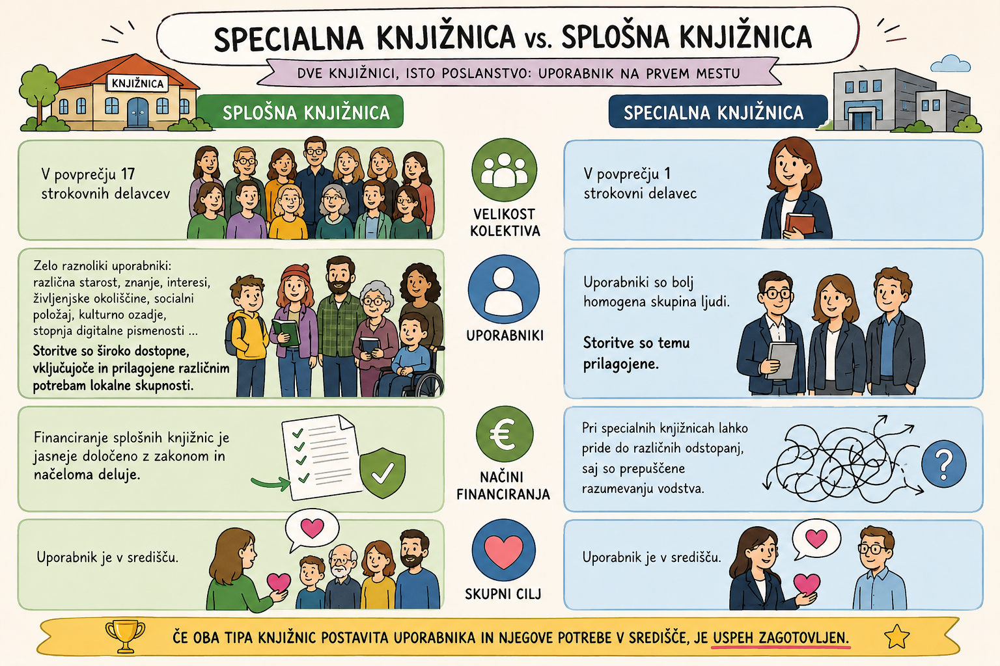 SPECIALNA KNJIŽNICA vs. SPLOŠNA KNJIŽNICA
DVE KNJIŽNICI, ISTO POSLANSTVO: UPORABNIK NA PRVEM MESTU
KNJIŽNICA
SPLOŠNA KNJIŽNICA
SPECIALNA KNJIŽNICA
V povprečju 17
strokovnih delavcev
VELIKOST
KOLEKTIVA
V povprečju 1
strokovni delavec
Zelo raznoliki uporabniki:
različna starost, znanje, interesi,
življenjske okoliščine, socialni
položaj, kulturno ozadje,
stopnja digitalne pismenosti ...
Storitve so široko dostopne,
vključujoče in prilagojene različnim
potrebam lokalne skupnosti.
UPORABNIKI
Uporabniki so bolj
homogena skupina ljudi.
Storitve so temu
prilagojene.
Financiranje splošnih knjižnic je
jasneje določeno z zakonom in
načeloma deluje.
€
NAČINI
FINANCIRANJA
Pri specialnih knjižnicah lahko
pride do različnih odstopanj,
saj so prepuščene
razumevanju vodstva.
?
Uporabnik je v središču.
SKUPNI CILJ
Uporabnik je v središču.
ČE OBA TIPA KNJIŽNIC POSTAVITA UPORABNIKA IN NJEGOVE POTREBE V SREDIŠČE, JE USPEH ZAGOTOVLJEN.